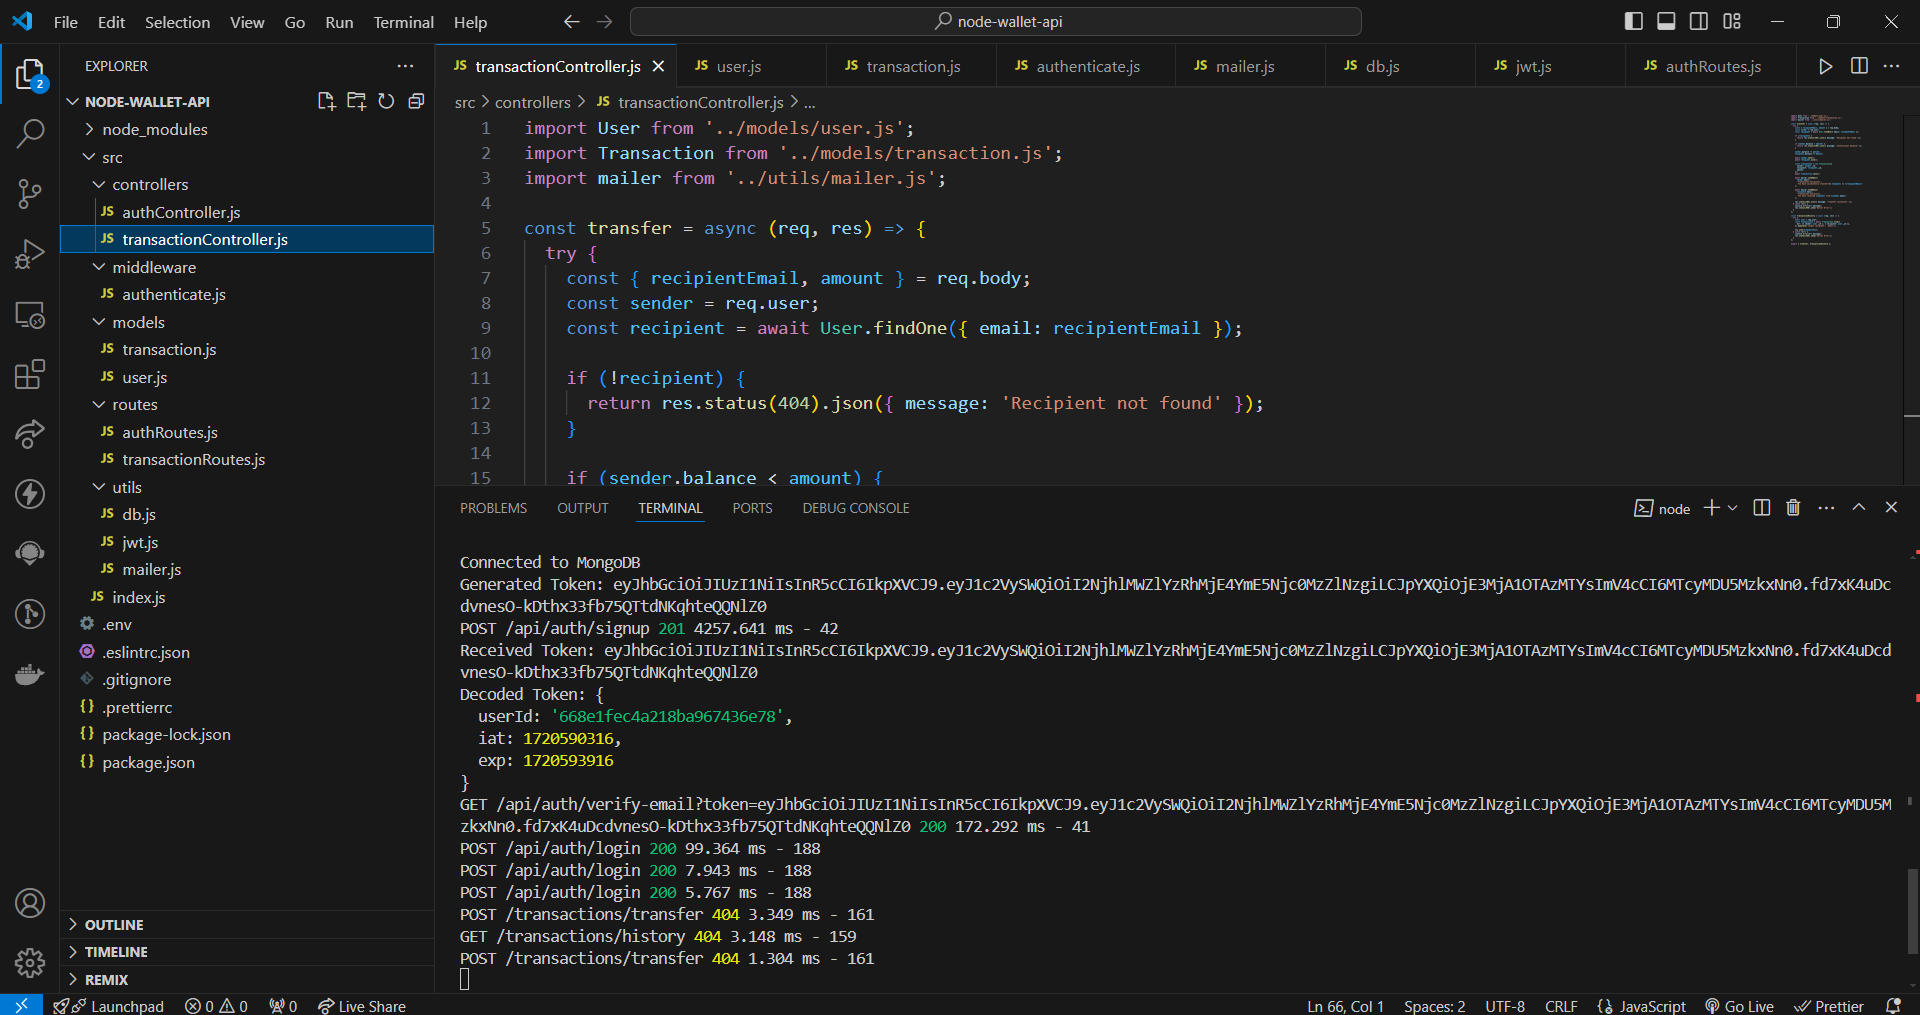 File Edit Selection View Go Run Terminal Help
node-wallet-api
EXPLORER
NODE-WALLET-API
node_modules
src
controllers
JS authController.js
JS transactionController.js
middleware
JS authenticate.js
models
JS transaction.js
JS user.js
routes
JS authRoutes.js
JS transactionRoutes.js
utils
JS db.js
JS jwt.js
JS mailer.js
JS index.js
.env
.eslintrc.json
.gitignore
{} .prettierrc
{} package-lock.json
{} package.json
OUTLINE
TIMELINE
REMIX
2
JS transactionController.js JS user.js JS transaction.js JS authenticate.js JS mailer.js JS db.js JS jwt.js JS authRoutes.js
src > controllers > JS transactionController.js > ...
1 import User from '../models/user.js';
2 import Transaction from '../models/transaction.js';
3 import mailer from '../utils/mailer.js';
4
5 const transfer = async (req, res) => {
6 try {
7 const { recipientEmail, amount } = req.body;
8 const sender = req.user;
9 const recipient = await User.findOne({ email: recipientEmail });
10
11 if (!recipient) {
12 return res.status(404).json({ message: 'Recipient not found' });
13 }
14
15 if (sender.balance < amount) {
PROBLEMS OUTPUT TERMINAL PORTS DEBUG CONSOLE
node
Connected to MongoDB
Generated Token: eyJhbGciOiJIUzI1NiIsInR5cCI6IkpXVCJ9.eyJ1c2VySWQiOiI2NjhlMWZlYzRhMjE4YmE5Njc0MzZlNzgiLCJpYXQiOjE3MjA1OTAzMTYsImV4cCI6MTcyMDU5MzkxNn0.fd7xK4uDc
dvnesO-kDthx33fb75QTtdNKqhteQQNlZ0
POST /api/auth/signup 201 4257.641 ms - 42
Received Token: eyJhbGciOiJIUzI1NiIsInR5cCI6IkpXVCJ9.eyJ1c2VySWQiOiI2NjhlMWZlYzRhMjE4YmE5Njc0MzZlNzgiLCJpYXQiOjE3MjA1OTAzMTYsImV4cCI6MTcyMDU5MzkxNn0.fd7xK4uDcd
vnesO-kDthx33fb75QTtdNKqhteQQNlZ0
Decoded Token: {
userId: '668e1fec4a218ba967436e78',
iat: 1720590316,
exp: 1720593916
}
GET /api/auth/verify-email?token=eyJhbGciOiJIUzI1NiIsInR5cCI6IkpXVCJ9.eyJ1c2VySWQiOiI2NjhlMWZlYzRhMjE4YmE5Njc0MzZlNzgiLCJpYXQiOjE3MjA1OTAzMTYsImV4cCI6MTcyMDU5M
zkxNn0.fd7xK4uDcdvnesO-kDthx33fb75QTtdNKqhteQQNlZ0 200 172.292 ms - 41
POST /api/auth/login 200 99.364 ms - 188
POST /api/auth/login 200 7.943 ms - 188
POST /api/auth/login 200 5.767 ms - 188
POST /transactions/transfer 404 3.349 ms - 161
GET /transactions/history 404 3.148 ms - 159
POST /transactions/transfer 404 1.304 ms - 161
Launchpad 0 0 0 Live Share Ln 66, Col 1 Spaces: 2 UTF-8 CRLF {} JavaScript Go Live Prettier